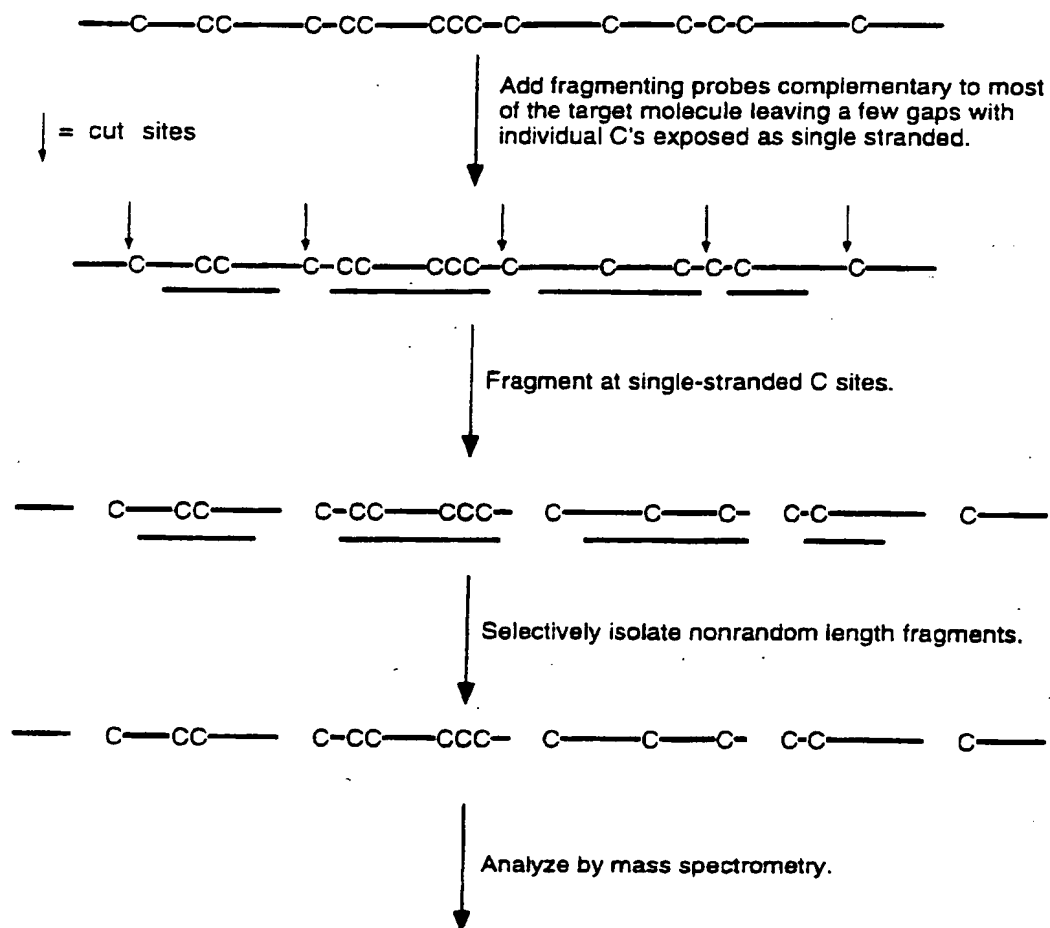 C CC C-CC CCC-C C C-C-C C
Add fragmenting probes complementary to most
of the target molecule leaving a few gaps with
individual C's exposed as single stranded.
= cut sites
C CC C-CC CCC-C C C-C-C C
Fragment at single-stranded C sites.
C CC C-CC CCC- C C C- C-C C
Selectively isolate nonrandom length fragments.
C CC C-CC CCC- C C C- C-C C
Analyze by mass spectrometry.